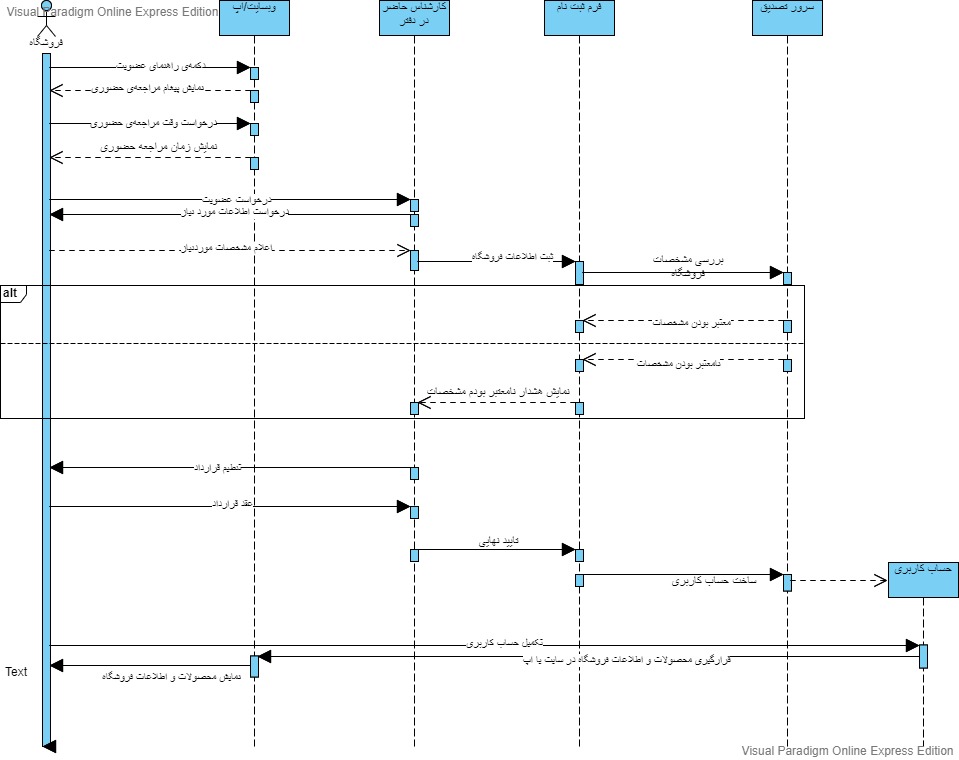 Visual Paradigm Online Express Edition
فروشگاه
وبسایت/اپ
کارشناس حاضر
در دفتر
فرم ثبت نام
سرور تصدیق
دکمه‌ی راهنمای عضویت
نمایش پیغام مراجعه‌ی حضوری
درخواست وقت مراجعه‌ی حضوری
نمایش زمان مراجعه حضوری
درخواست عضویت
درخواست اطلاعات مورد نیاز
اعلام مشخصات موردنیاز
ثبت اطلاعات فروشگاه
بررسی مشخصات
فروشگاه
alt
معتبر بودن مشخصات
نامعتبر بودن مشخصات
نمایش هشدار نامعتبر بودم مشخصات
تنظیم قرارداد
عقد قرارداد
تایید نهایی
ساخت حساب کاربری
حساب کاربری
تکمیل حساب کاربری
قرارگیری محصولات و اطلاعات فروشگاه در سایت یا اپ
Text
نمایش محصولات و اطلاعات فروشگاه
Visual Paradigm Online Express Edition